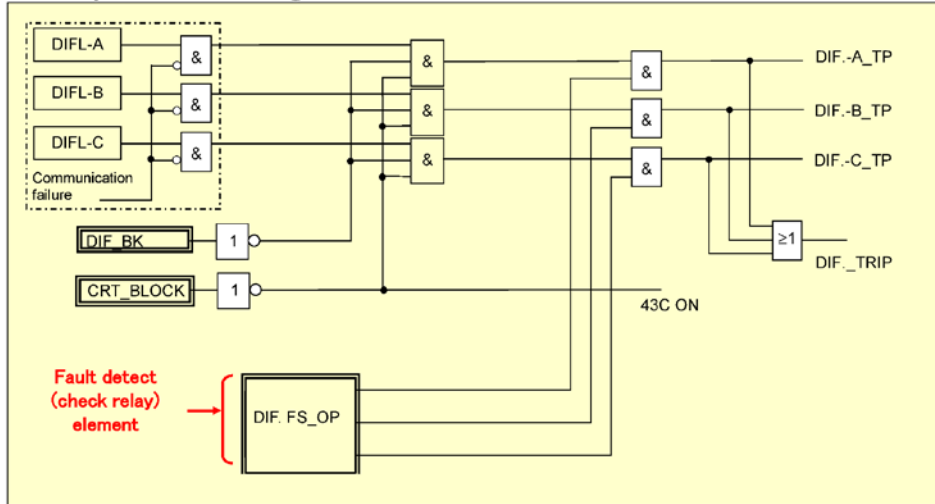 DIFL-A
&
DIF.-A_TP
&
&
DIFL-B
&
DIF.-B_TP
&
&
DIFL-C
&
DIF.-C_TP
&
&
Communication
failure
DIF_BK
1
≥1
DIF._TRIP
CRT_BLOCK
1
43C ON
Fault detect
(check relay)
element
DIF. FS_OP